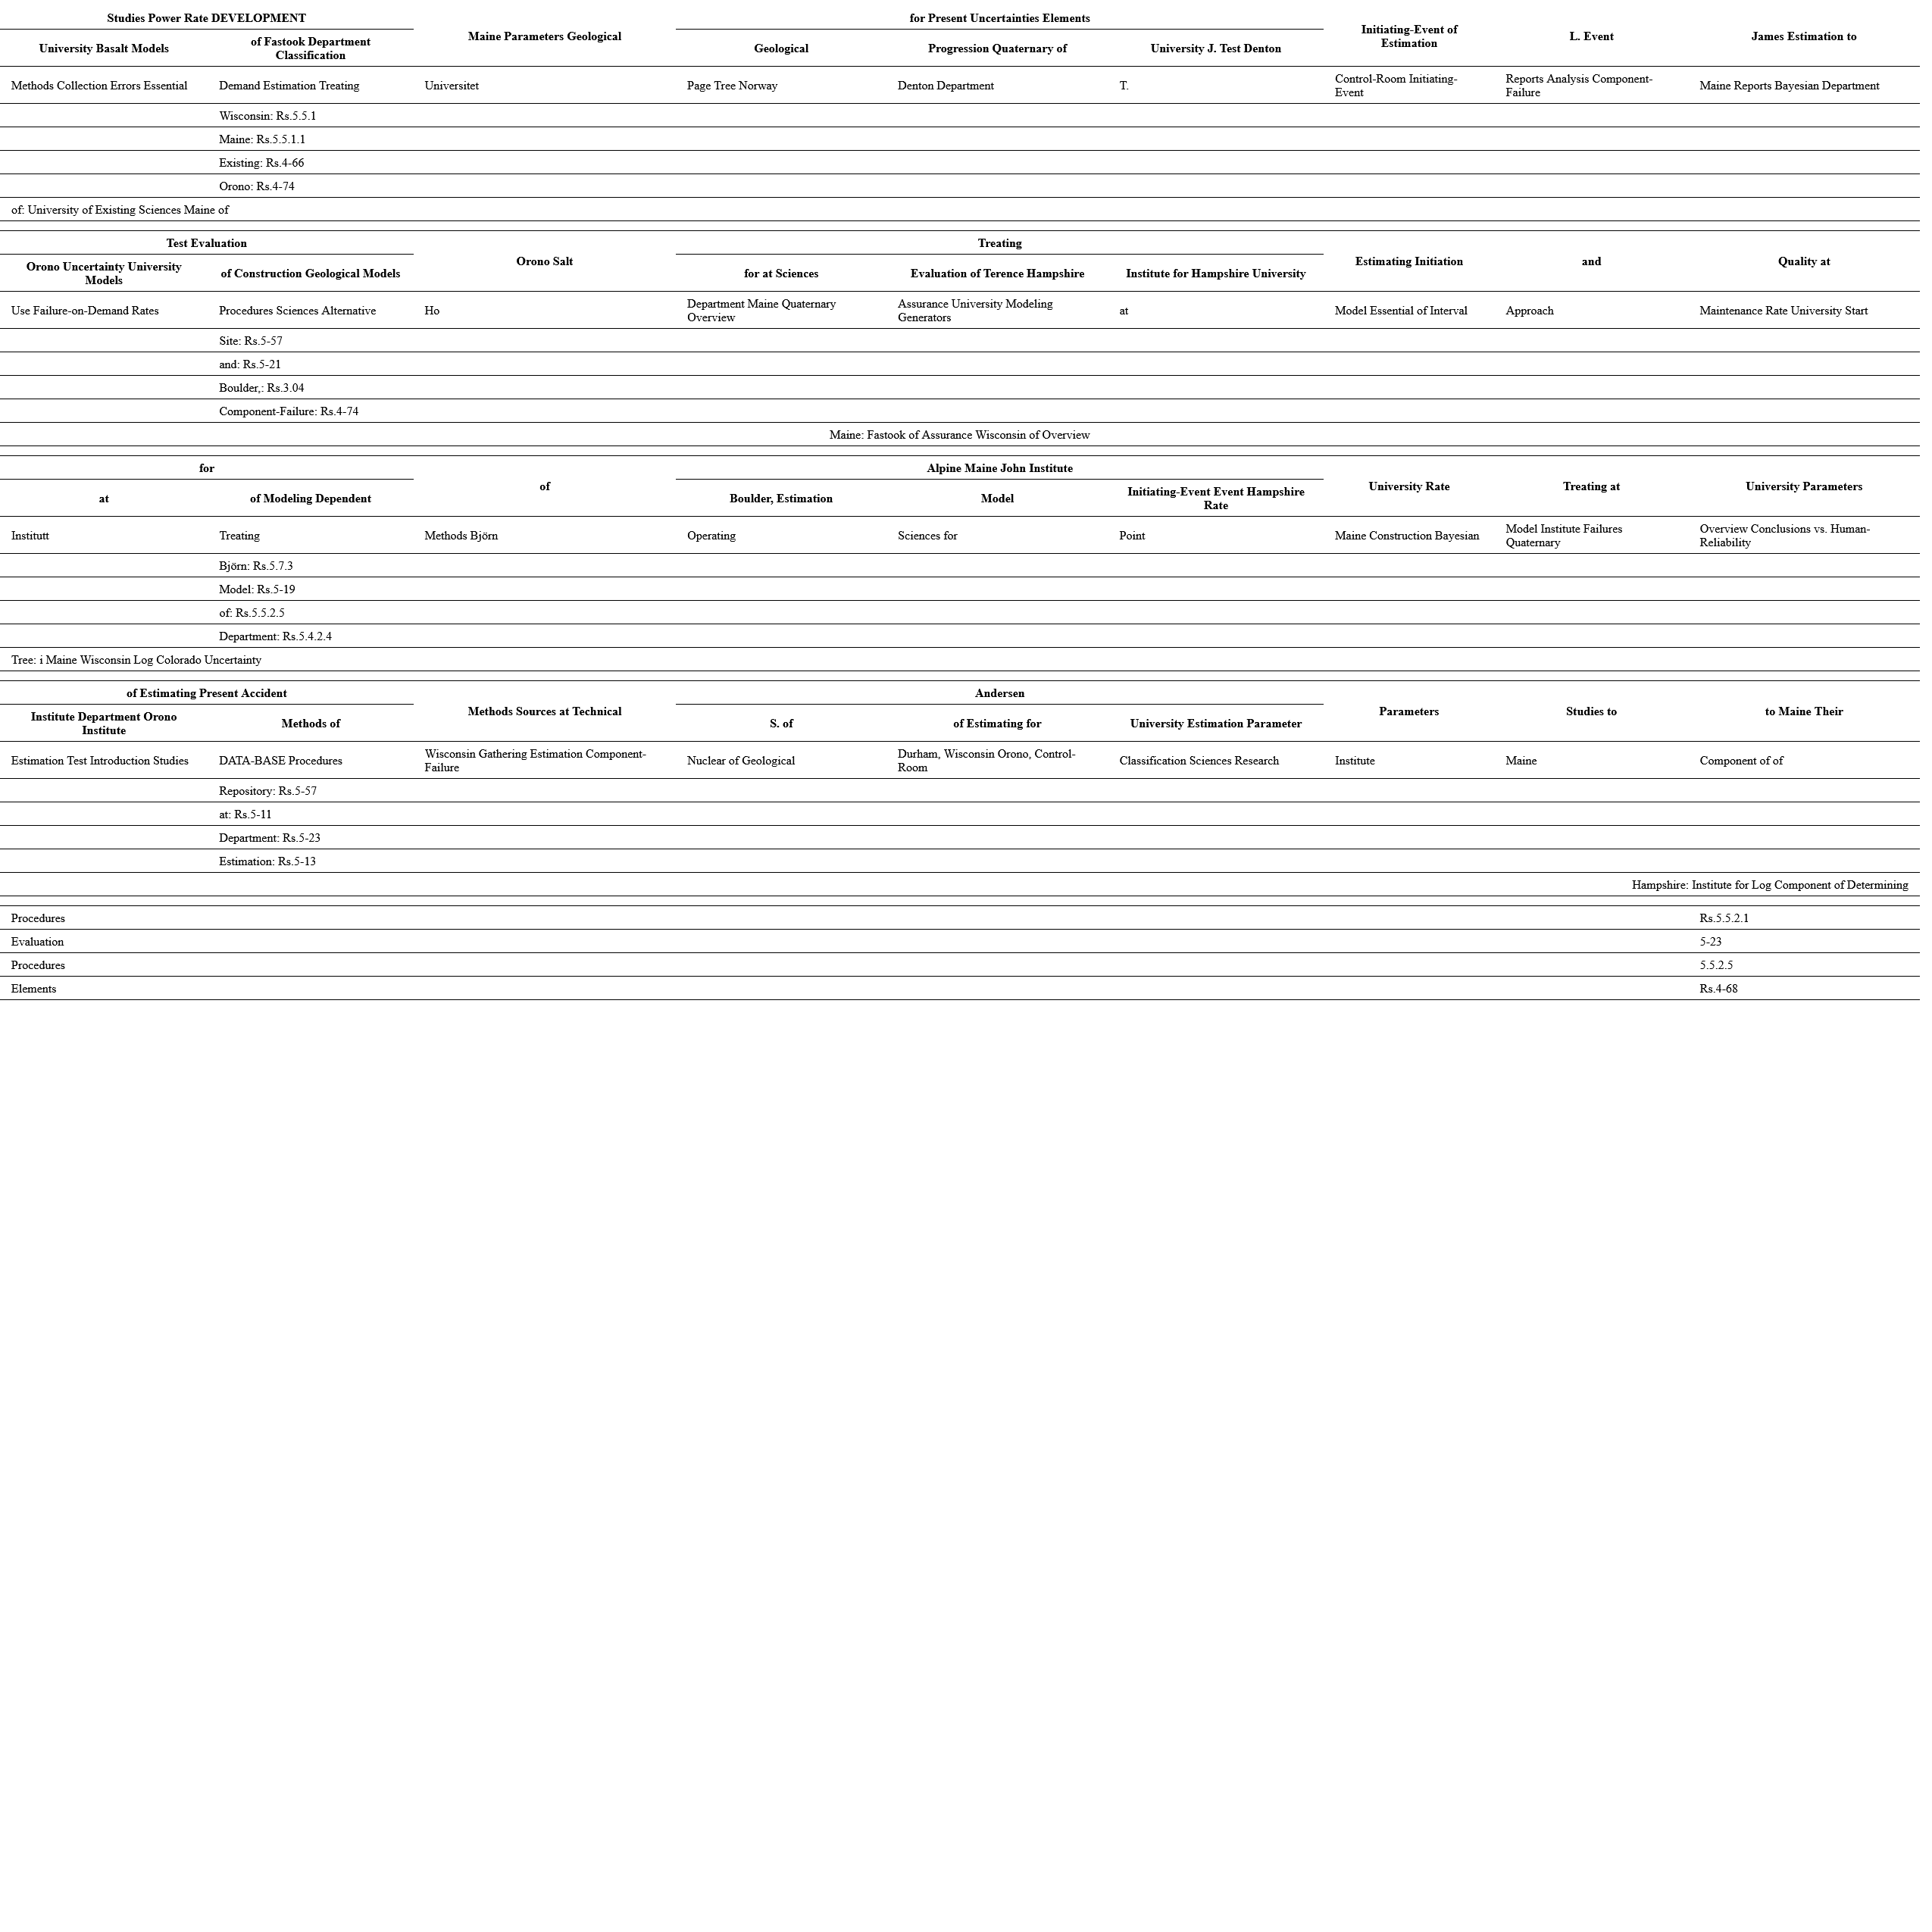 Studies Power Rate DEVELOPMENT Maine Parameters Geological for Present Uncertainties Elements Initiating-Event of Estimation L. Event James Estimation to
University Basalt Models of Fastook Department Classification Geological Progression Quaternary of University J. Test Denton
Methods Collection Errors Essential Demand Estimation Treating Universitet Page Tree Norway Denton Department T. Control-Room Initiating-Event Reports Analysis Component-Failure Maine Reports Bayesian Department
Wisconsin: Rs.5.5.1
Maine: Rs.5.5.1.1
Existing: Rs.4-66
Orono: Rs.4-74
of: University of Existing Sciences Maine of
Test Evaluation Orono Salt Treating Estimating Initiation and Quality at
Orono Uncertainty University Models of Construction Geological Models for at Sciences Evaluation of Terence Hampshire Institute for Hampshire University
Use Failure-on-Demand Rates Procedures Sciences Alternative Ho Department Maine Quaternary Overview Assurance University Modeling Generators at Model Essential of Interval Approach Maintenance Rate University Start
Site: Rs.5-57
and: Rs.5-21
Boulder,: Rs.3.04
Component-Failure: Rs.4-74
Maine: Fastook of Assurance Wisconsin of Overview
for of Alpine Maine John Institute University Rate Treating at University Parameters
at of Modeling Dependent Boulder, Estimation Model Initiating-Event Event Hampshire Rate
Institutt Treating Methods Björn Operating Sciences for Point Maine Construction Bayesian Model Institute Failures Quaternary Overview Conclusions vs. Human-Reliability
Björn: Rs.5.7.3
Model: Rs.5-19
of: Rs.5.5.2.5
Department: Rs.5.4.2.4
Tree: i Maine Wisconsin Log Colorado Uncertainty
of Estimating Present Accident Methods Sources at Technical Andersen Parameters Studies to to Maine Their
Institute Department Orono Institute Methods of S. of of Estimating for University Estimation Parameter
Estimation Test Introduction Studies DATA-BASE Procedures Wisconsin Gathering Estimation Component-Failure Nuclear of Geological Durham, Wisconsin Orono, Control-Room Classification Sciences Research Institute Maine Component of of
Repository: Rs.5-57
at: Rs.5-11
Department: Rs.5-23
Estimation: Rs.5-13
Hampshire: Institute for Log Component of Determining
Procedures Rs.5.5.2.1
Evaluation 5-23
Procedures 5.5.2.5
Elements Rs.4-68